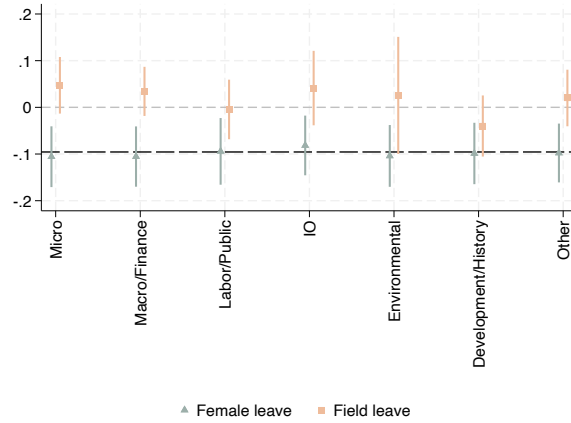 .2
.1
0
-.1
-.2
Micro
Macro/Finance
Labor/Public
IO
Environmental
Development/History
Other
Female leave
Field leave